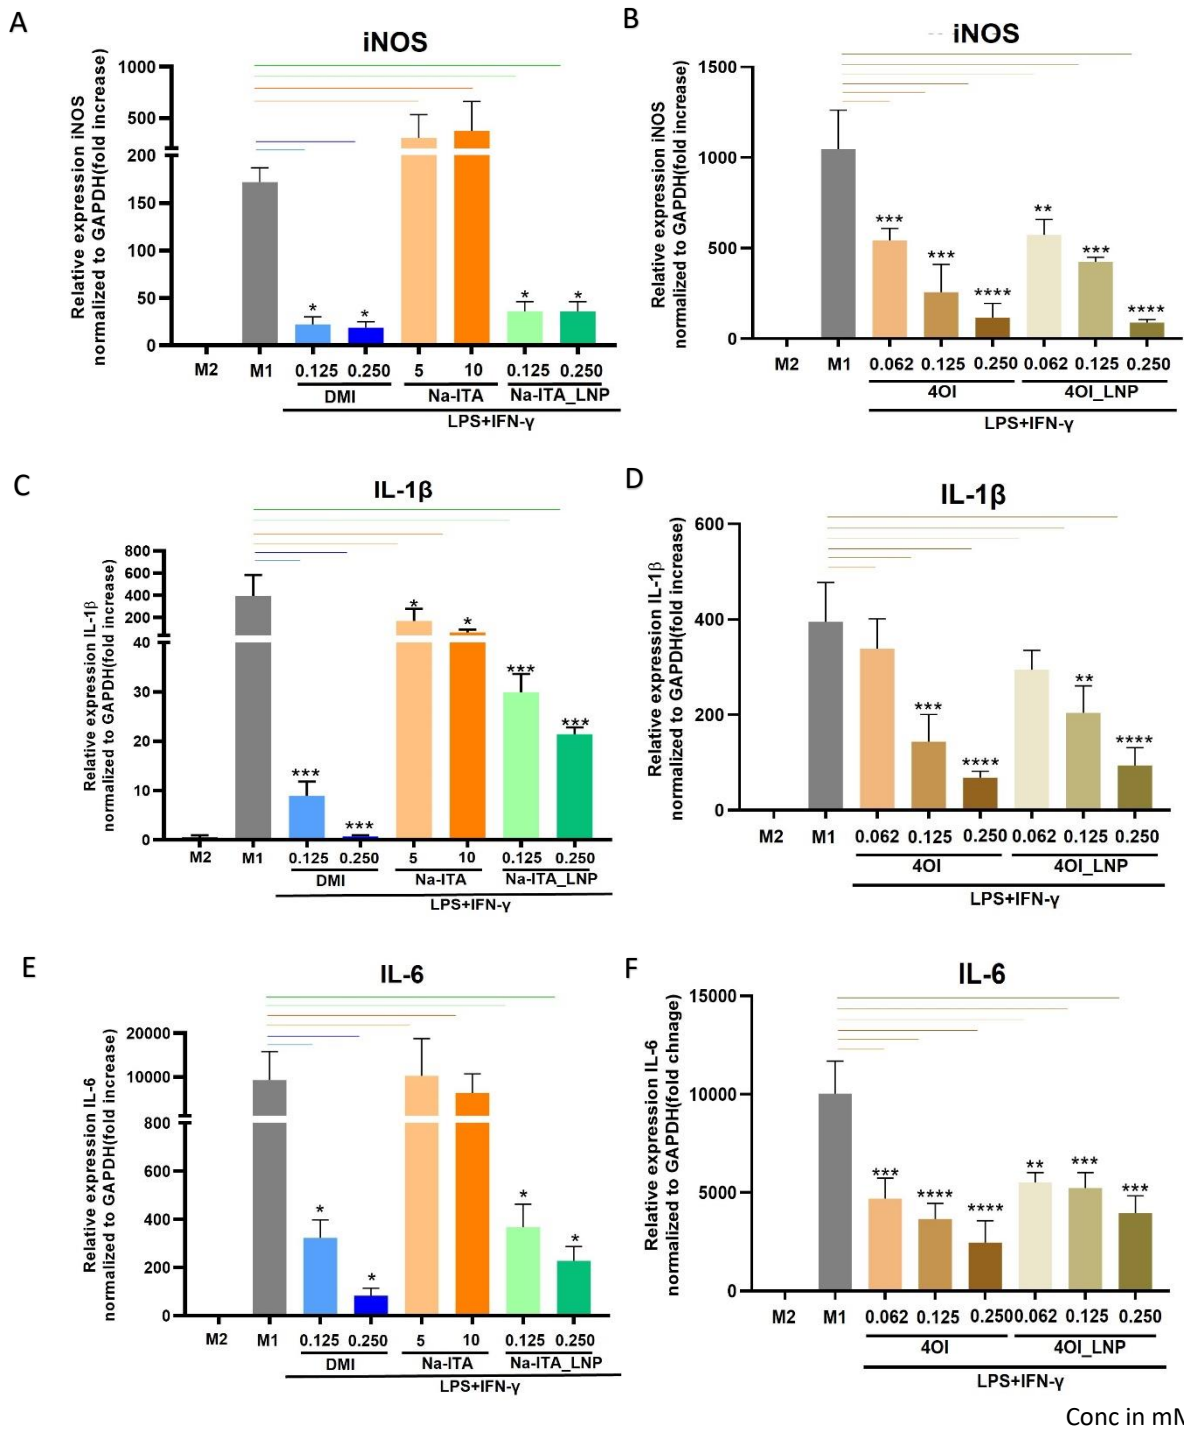 A
iNOS
Relative expression iNOS
normalized to GAPDH(fold increase)
1000
500
200
150
100
50
0
*
*
*
*
M2 M1 0.125 0.250 5 10 0.125 0.250
DMI Na-ITA Na-ITA_LNP
LPS+IFN-γ
B
iNOS
Relative expression iNOS
normalized to GAPDH(fold increase)
1500
1000
500
0
***
***
****
**
***
****
M2 M1 0.062 0.125 0.250 0.062 0.125 0.250
4OI 4OI_LNP
LPS+IFN-γ
C
IL-1β
Relative expression IL-1β
normalized to GAPDH(fold increase)
800
600
400
200
40
30
20
10
0
***
***
*
*
***
***
M2 M1 0.125 0.250 5 10 0.125 0.250
DMI Na-ITA Na-ITA_LNP
LPS+IFN-γ
D
IL-1β
Relative expression IL-1β
normalized to GAPDH(fold increase)
600
400
200
0
***
****
**
****
M2 M1 0.062 0.125 0.250 0.062 0.125 0.250
4OI 4OI_LNP
LPS+IFN-γ
E
IL-6
Relative expression IL-6
normalized to GAPDH(fold increase)
20000
10000
800
600
400
200
0
*
*
*
*
M2 M1 0.125 0.250 5 10 0.125 0.250
DMI Na-ITA Na-ITA_LNP
LPS+IFN-γ
F
IL-6
Relative expression IL-6
normalized to GAPDH(fold chnage)
15000
10000
5000
0
***
****
****
**
***
***
M2 M1 0.062 0.125 0.250 0.062 0.125 0.250
4OI 4OI_LNP
LPS+IFN-γ
Conc in mM